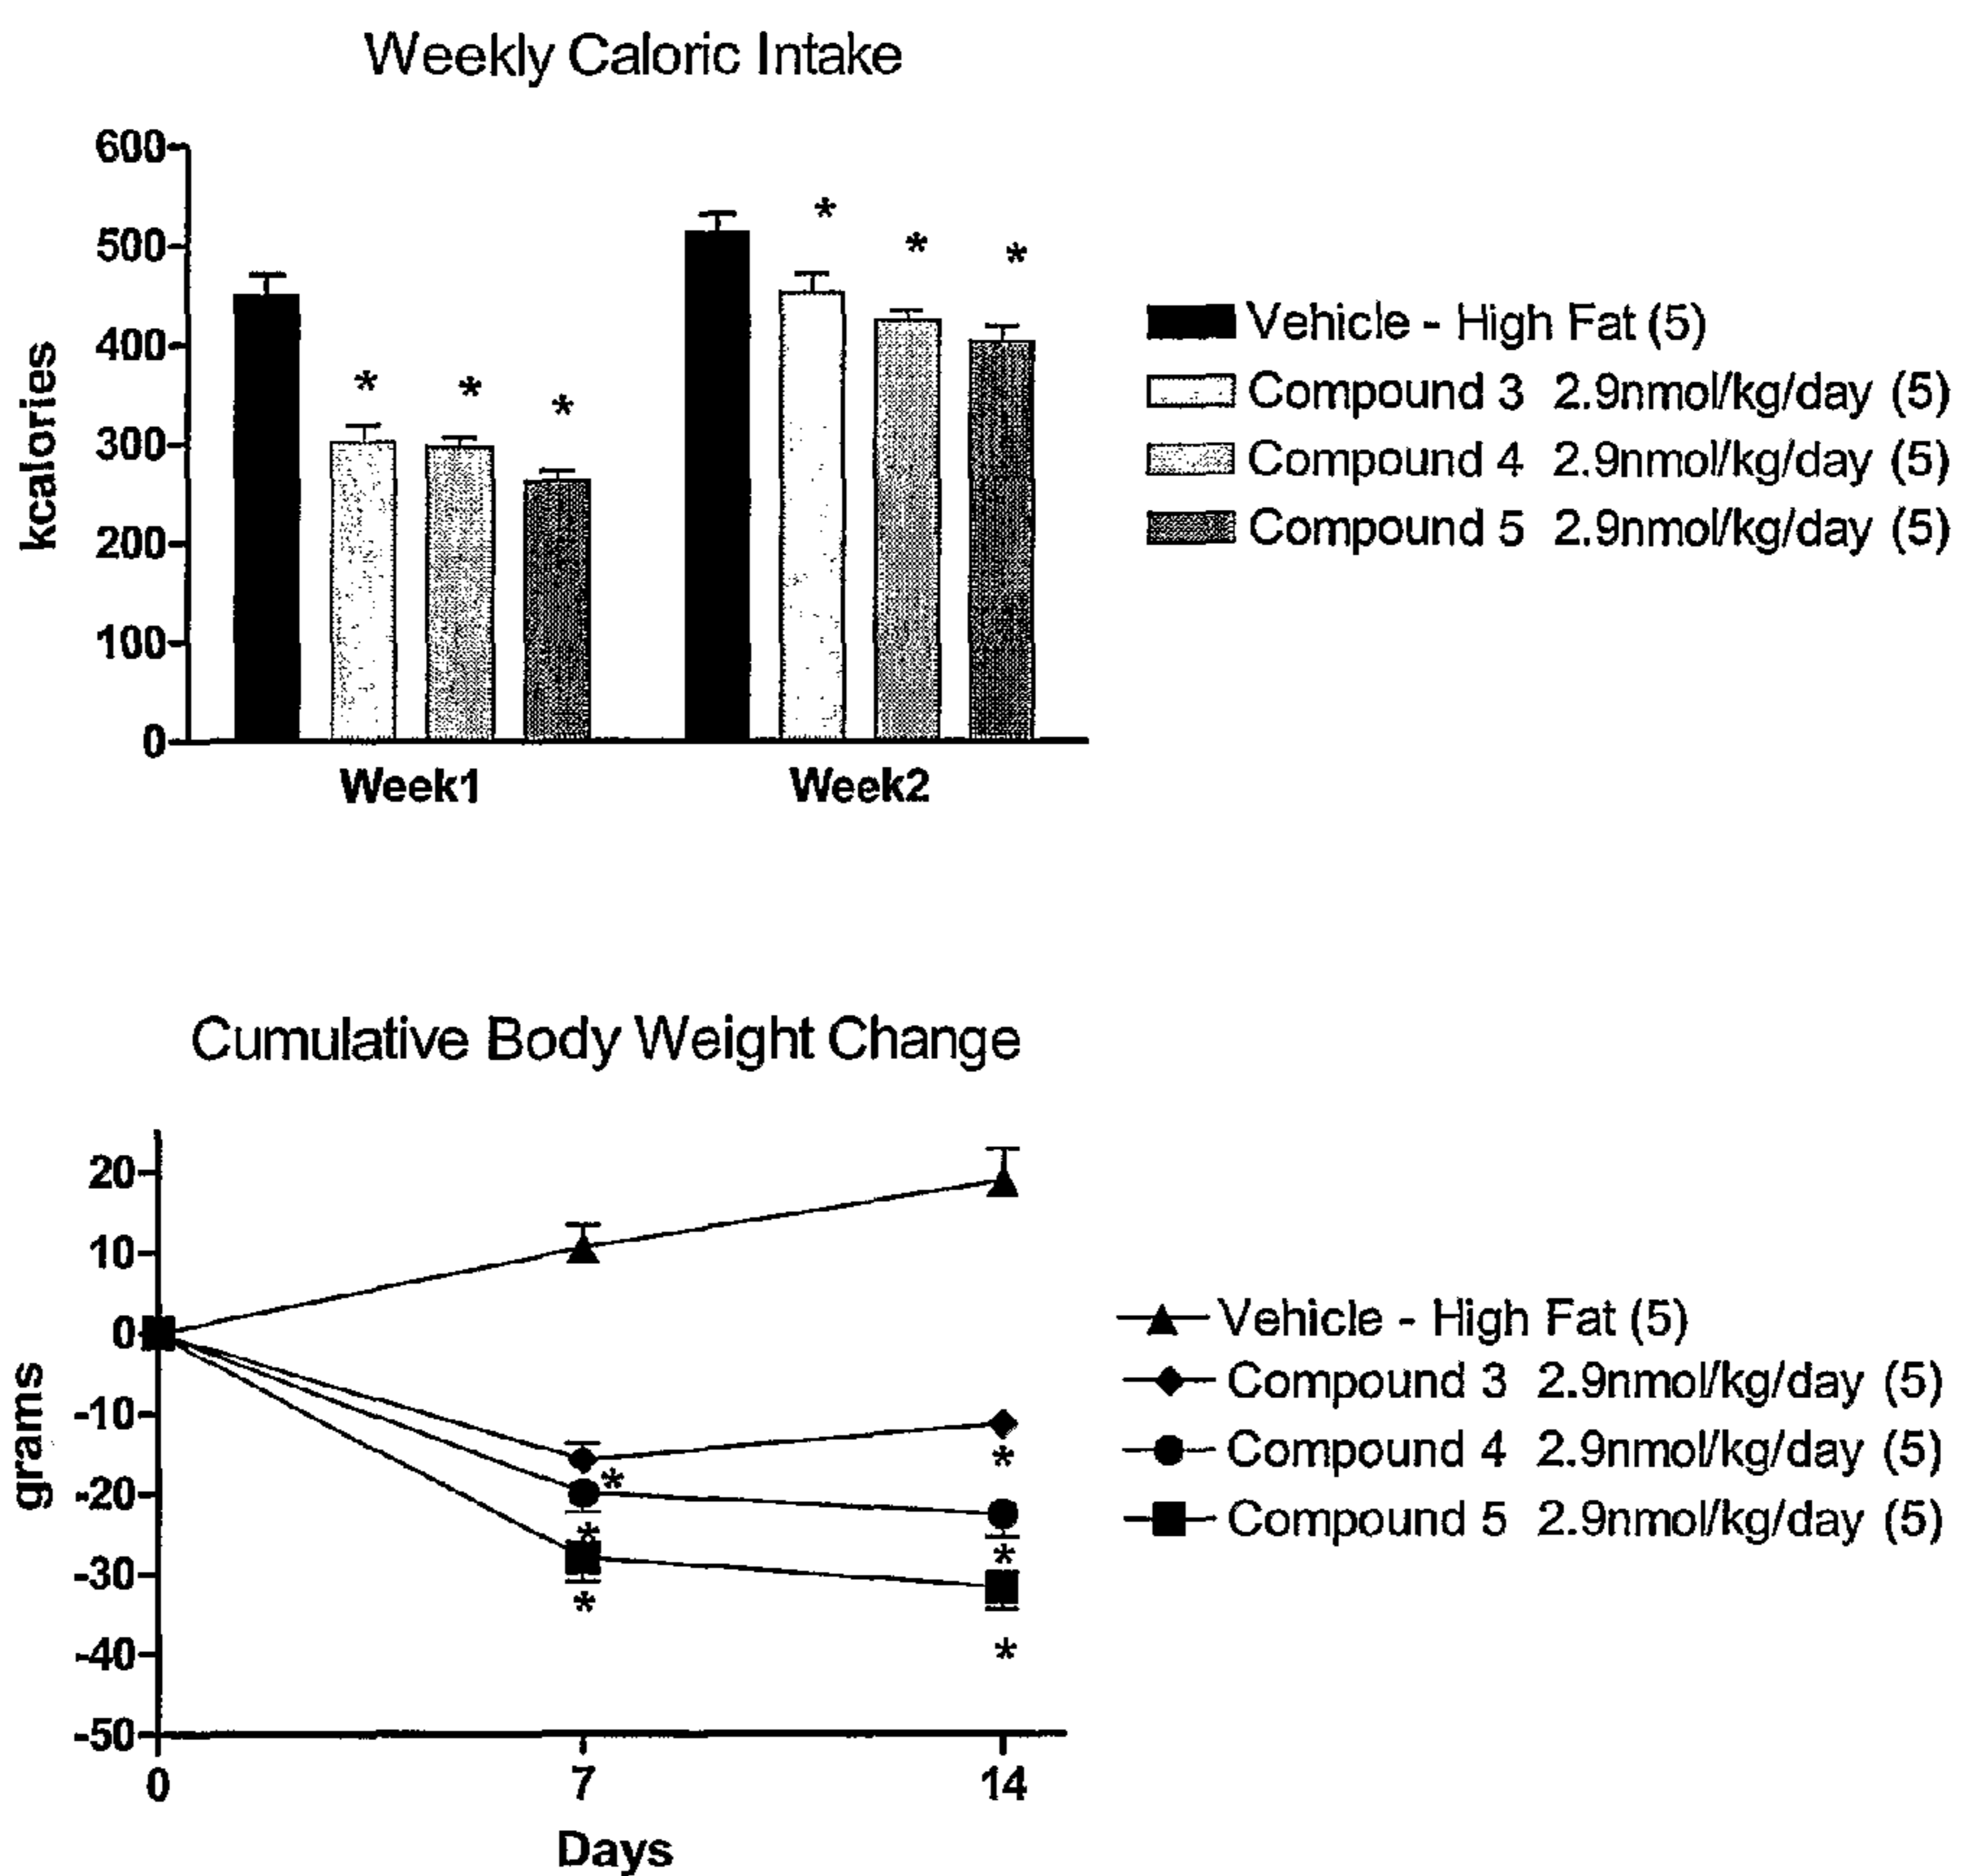 Weekly Caloric Intake
600
500
400
300
200
100
0
kcalories
* * *
* * *
Week1 Week2
Vehicle - High Fat (5)
Compound 3 2.9nmol/kg/day (5)
Compound 4 2.9nmol/kg/day (5)
Compound 5 2.9nmol/kg/day (5)
Cumulative Body Weight Change
20
10
0
-10
-20
-30
-40
-50
grams
* * *
* * *
0 7 14
Days
Vehicle - High Fat (5)
Compound 3 2.9nmol/kg/day (5)
Compound 4 2.9nmol/kg/day (5)
Compound 5 2.9nmol/kg/day (5)